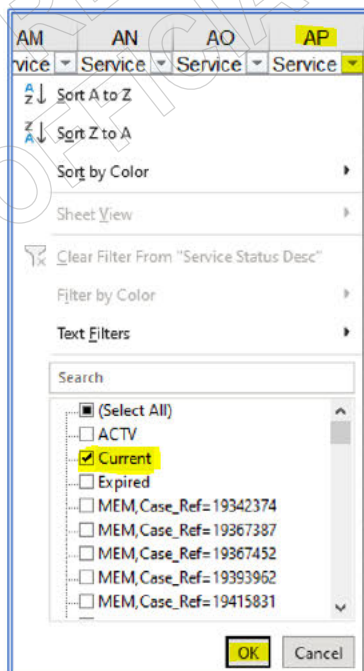 AM AN AO AP
rvice Service Service Service
Sort A to Z
Sort Z to A
Sort by Color
Sheet View
Clear Filter From "Service Status Desc"
Filter by Color
Text Filters
Search
(Select All)
ACTV
Current
Expired
MEM,Case_Ref=19342374
MEM,Case_Ref=19367387
MEM,Case_Ref=19367452
MEM,Case_Ref=19393962
MEM,Case_Ref=19415831
OK Cancel